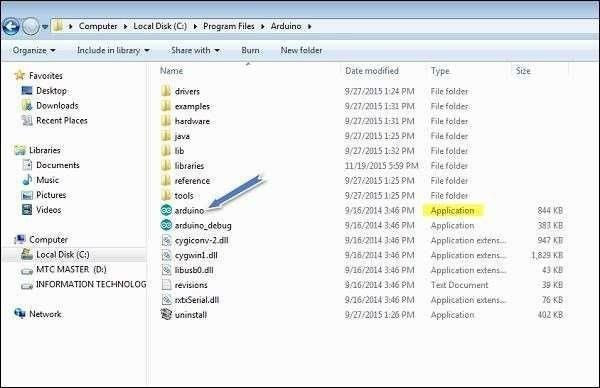 Computer ▸ Local Disk (C:) ▸ Program Files ▸ Arduino ▸
Organize Include in library Share with Burn New folder
Name Date modified Type Size
Favorites
Desktop
Downloads
Recent Places
Libraries
Documents
Music
Pictures
Videos
Computer
Local Disk (C:)
MTC MASTER (D:)
INFORMATION TECHNOLOG
Network
drivers 9/27/2015 1:24 PM File folder
examples 9/27/2015 1:31 PM File folder
hardware 9/27/2015 1:31 PM File folder
java 9/27/2015 1:25 PM File folder
lib 9/27/2015 1:32 PM File folder
libraries 11/19/2015 5:59 PM File folder
reference 9/27/2015 1:25 PM File folder
tools 9/27/2015 1:25 PM File folder
arduino 9/16/2014 3:46 PM Application 844 KB
arduino_debug 9/16/2014 3:46 PM Application 383 KB
cygiconv-2.dll 9/16/2014 3:46 PM Application extens... 947 KB
cygwin1.dll 9/16/2014 3:46 PM Application extens... 1,829 KB
libusb0.dll 9/16/2014 3:46 PM Application extens... 43 KB
revisions 9/16/2014 3:46 PM Text Document 39 KB
rxtxSerial.dll 9/16/2014 3:46 PM Application extens... 76 KB
uninstall 9/27/2015 1:26 PM Application 402 KB